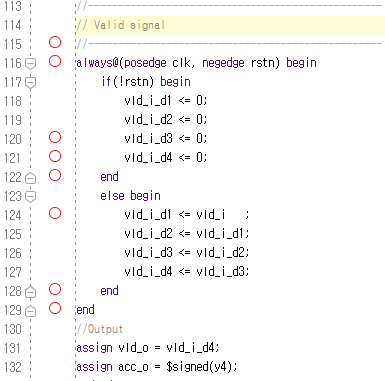 113 //-------------------------------------------------
114 // Valid signal
115 //-------------------------------------------------
116 always@(posedge clk, negedge rstn) begin
117 if(!rstn) begin
118 vld_i_d1 <= 0;
119 vld_i_d2 <= 0;
120 vld_i_d3 <= 0;
121 vld_i_d4 <= 0;
122 end
123 else begin
124 vld_i_d1 <= vld_i   ;
125 vld_i_d2 <= vld_i_d1;
126 vld_i_d3 <= vld_i_d2;
127 vld_i_d4 <= vld_i_d3;
128 end
129 end
130 //Output
131 assign vld_o = vld_i_d4;
132 assign acc_o = $signed(y4);